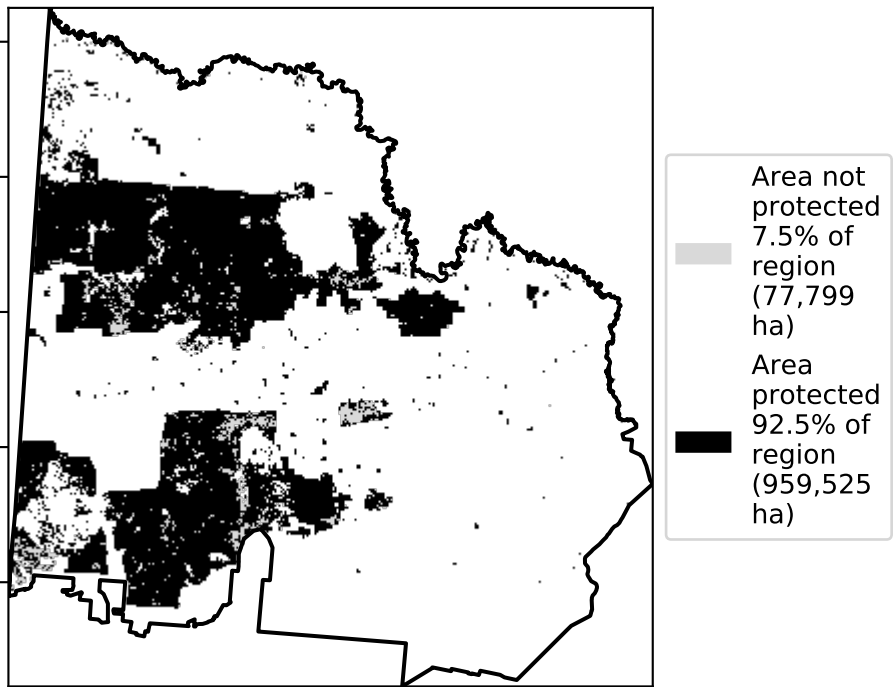 Area not
protected
7.5% of
region
(77,799
ha)
Area
protected
92.5% of
region
(959,525
ha)